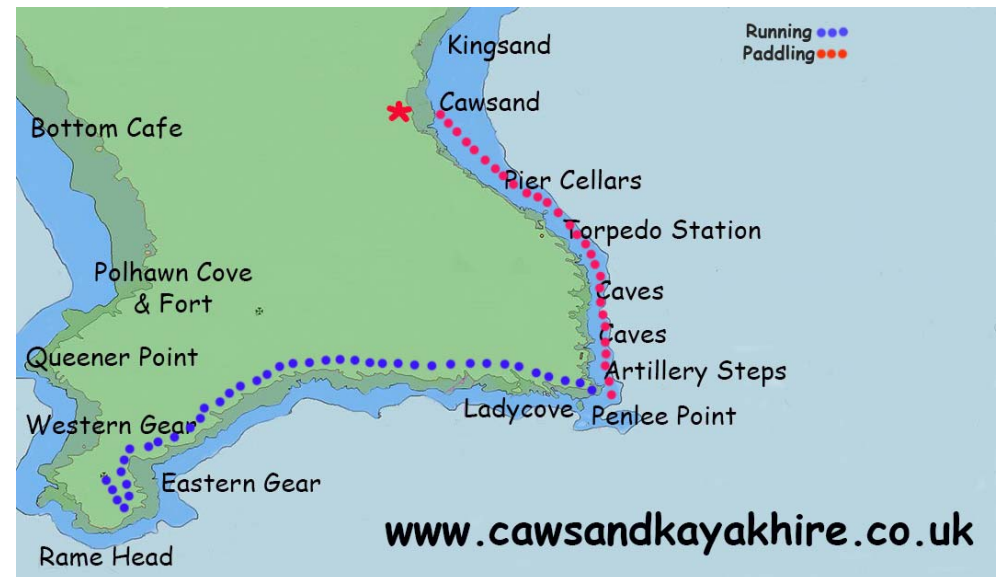 Running
Paddling
Kingsand
Cawsand
Bottom Cafe
Pier Cellars
Torpedo Station
Polhawn Cove
& Fort
Caves
Caves
Queener Point
Artillery Steps
Ladycove
Penlee Point
Western Gear
Eastern Gear
www.cawsandkayakhire.co.uk
Rame Head